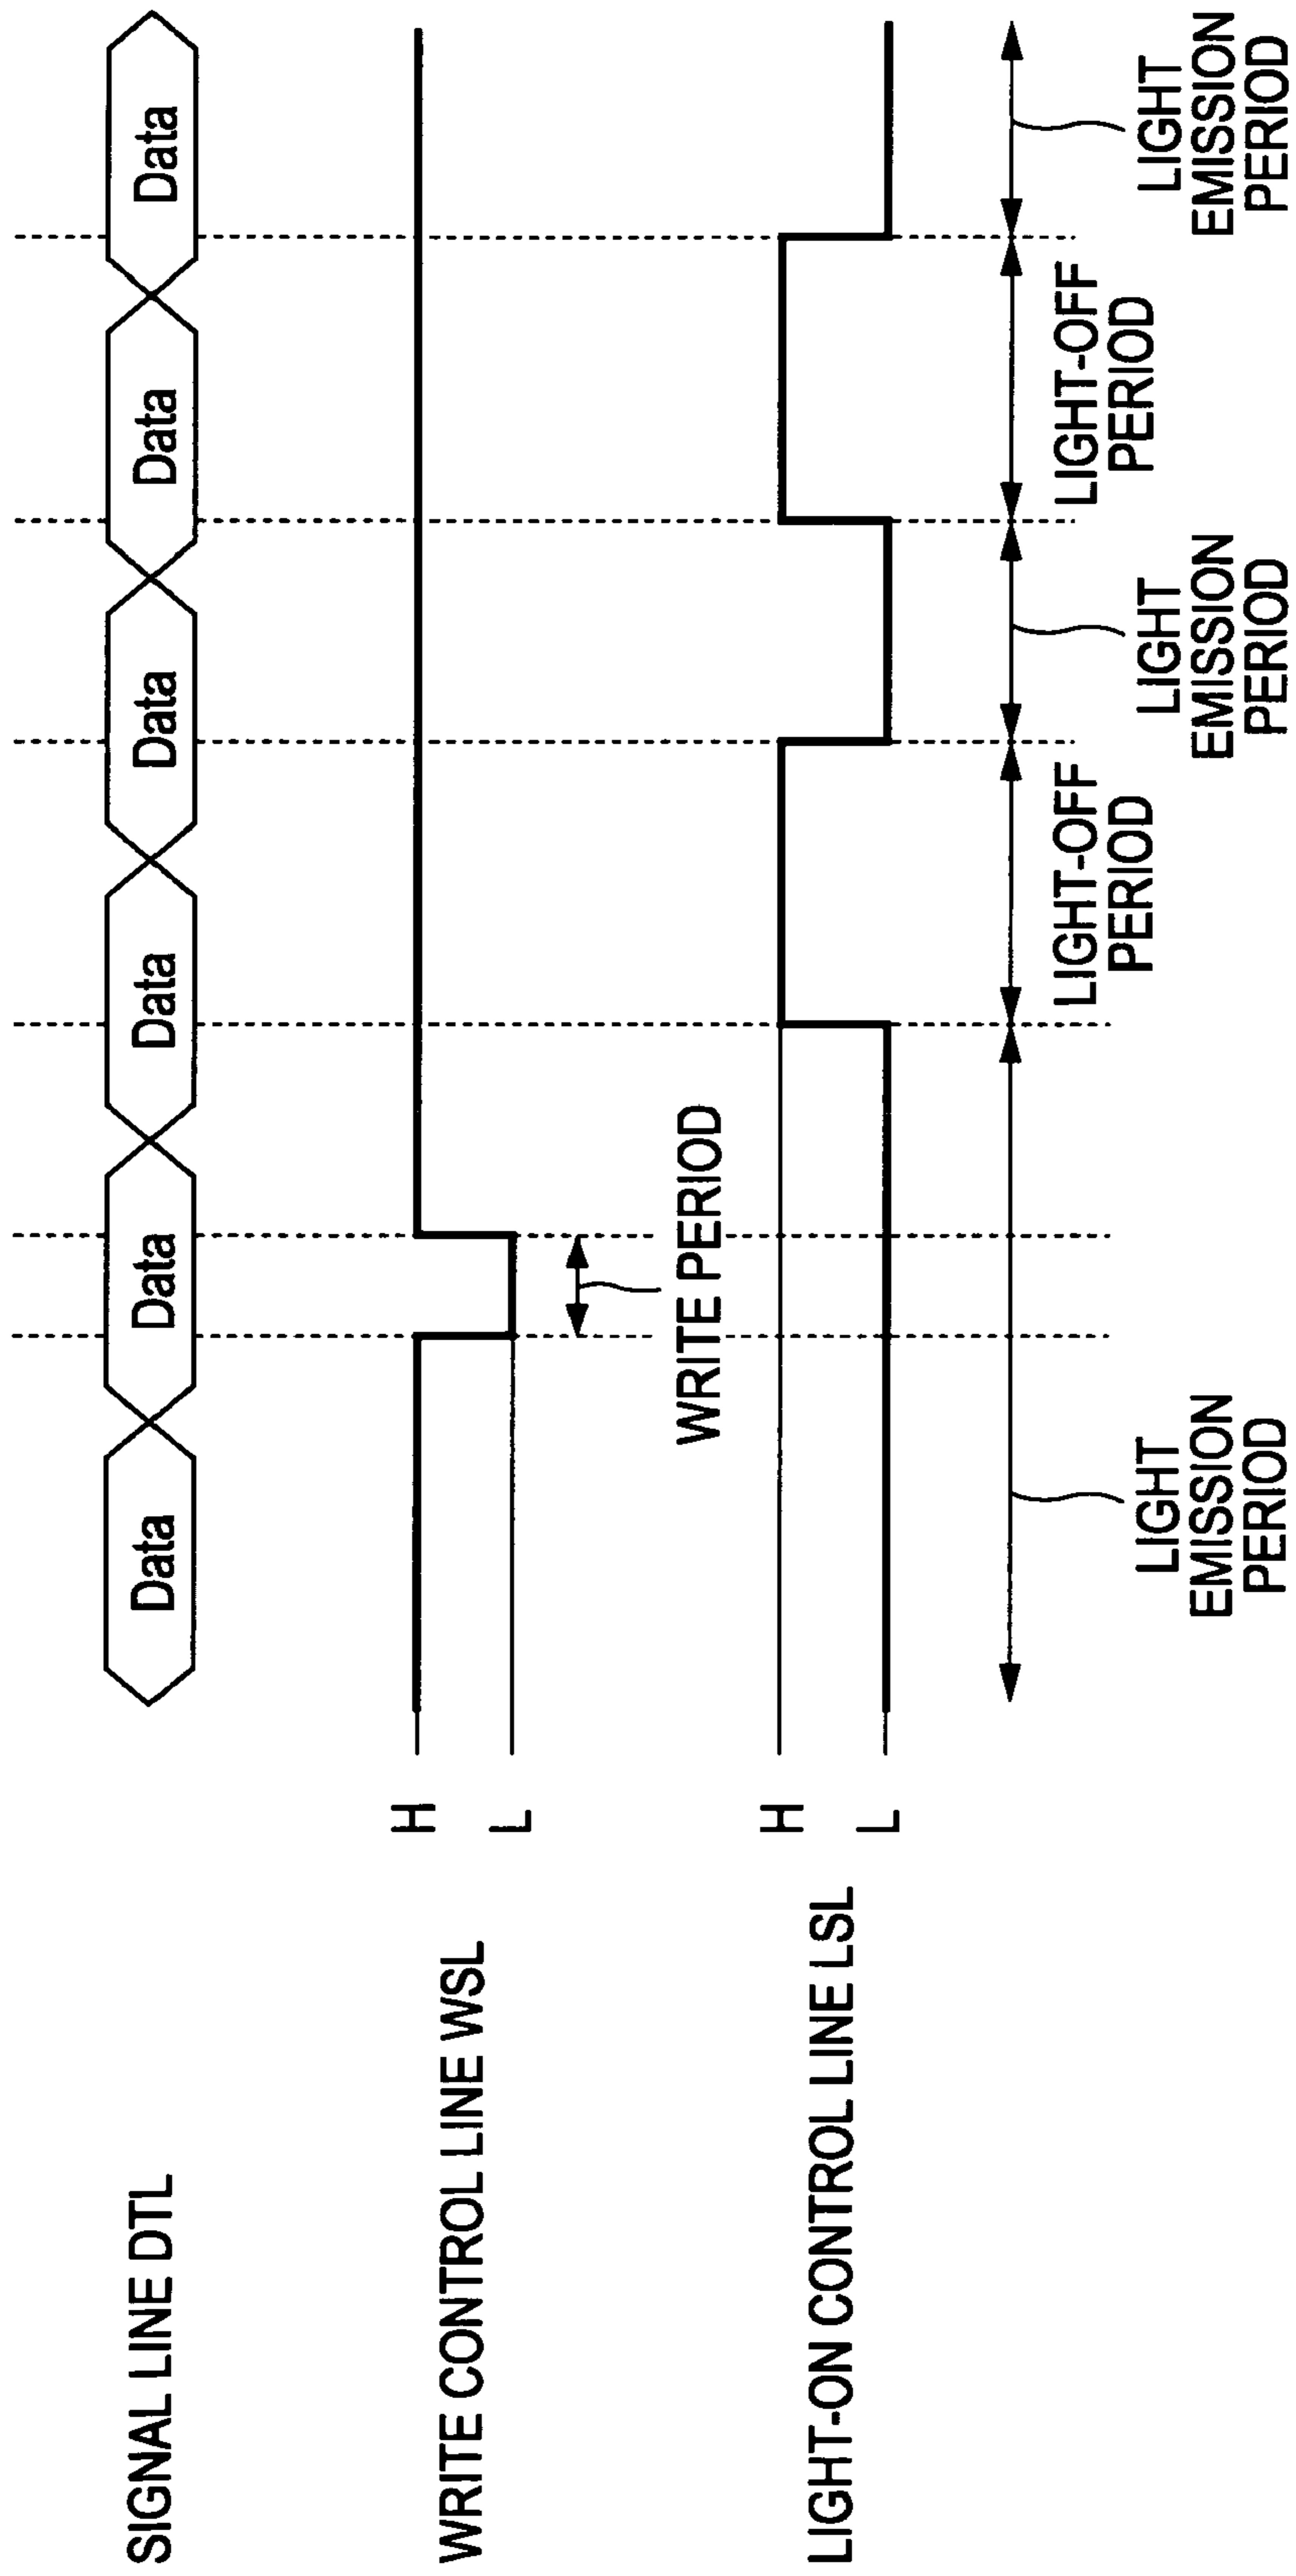 SIGNAL LINE DTL
Data
Data
Data
Data
Data
Data
WRITE CONTROL LINE WSL
H
L
WRITE PERIOD
LIGHT-ON CONTROL LINE LSL
H
L
LIGHT
EMISSION
PERIOD
LIGHT-OFF
PERIOD
LIGHT
EMISSION
PERIOD
LIGHT-OFF
PERIOD
LIGHT
EMISSION
PERIOD